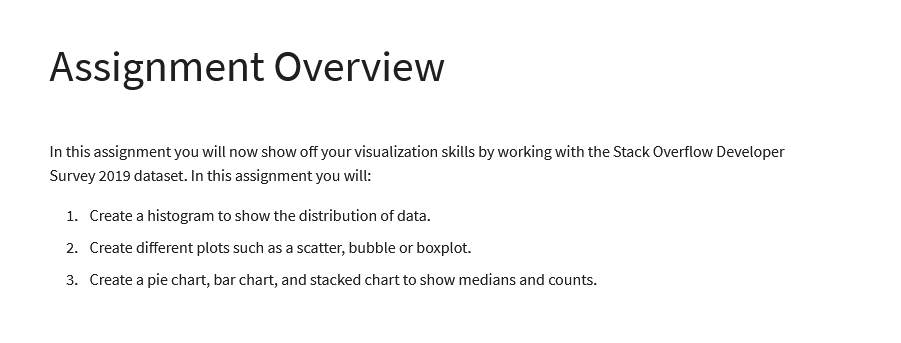 Assignment Overview
In this assignment you will now show off your visualization skills by working with the Stack Overflow Developer
Survey 2019 dataset. In this assignment you will:
1. Create a histogram to show the distribution of data.
2. Create different plots such as a scatter, bubble or boxplot.
3. Create a pie chart, bar chart, and stacked chart to show medians and counts.